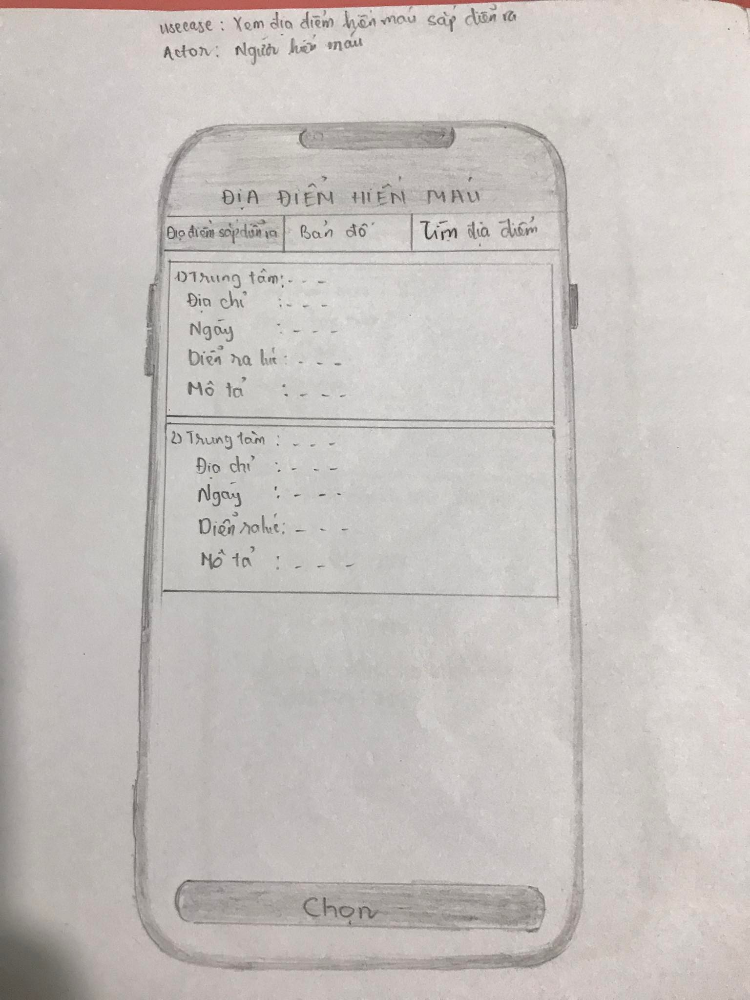 usecase: Xem địa điểm hiến máu sắp diễn ra
Actor: Người hiến máu
ĐỊA ĐIỂM HIẾN MÁU
Địa điểm sắp diễn ra
Bản đồ
Tìm địa điểm
1) Trung tâm: - - -
Địa chỉ : - - -
Ngày : - - -
Diển ra lúc : - - -
Mô tả : - - -
2) Trung tâm : - - -
Địa chỉ : - - -
Ngày : - - -
Diển ra lúc : - - -
Mô tả : - - -
Chọn